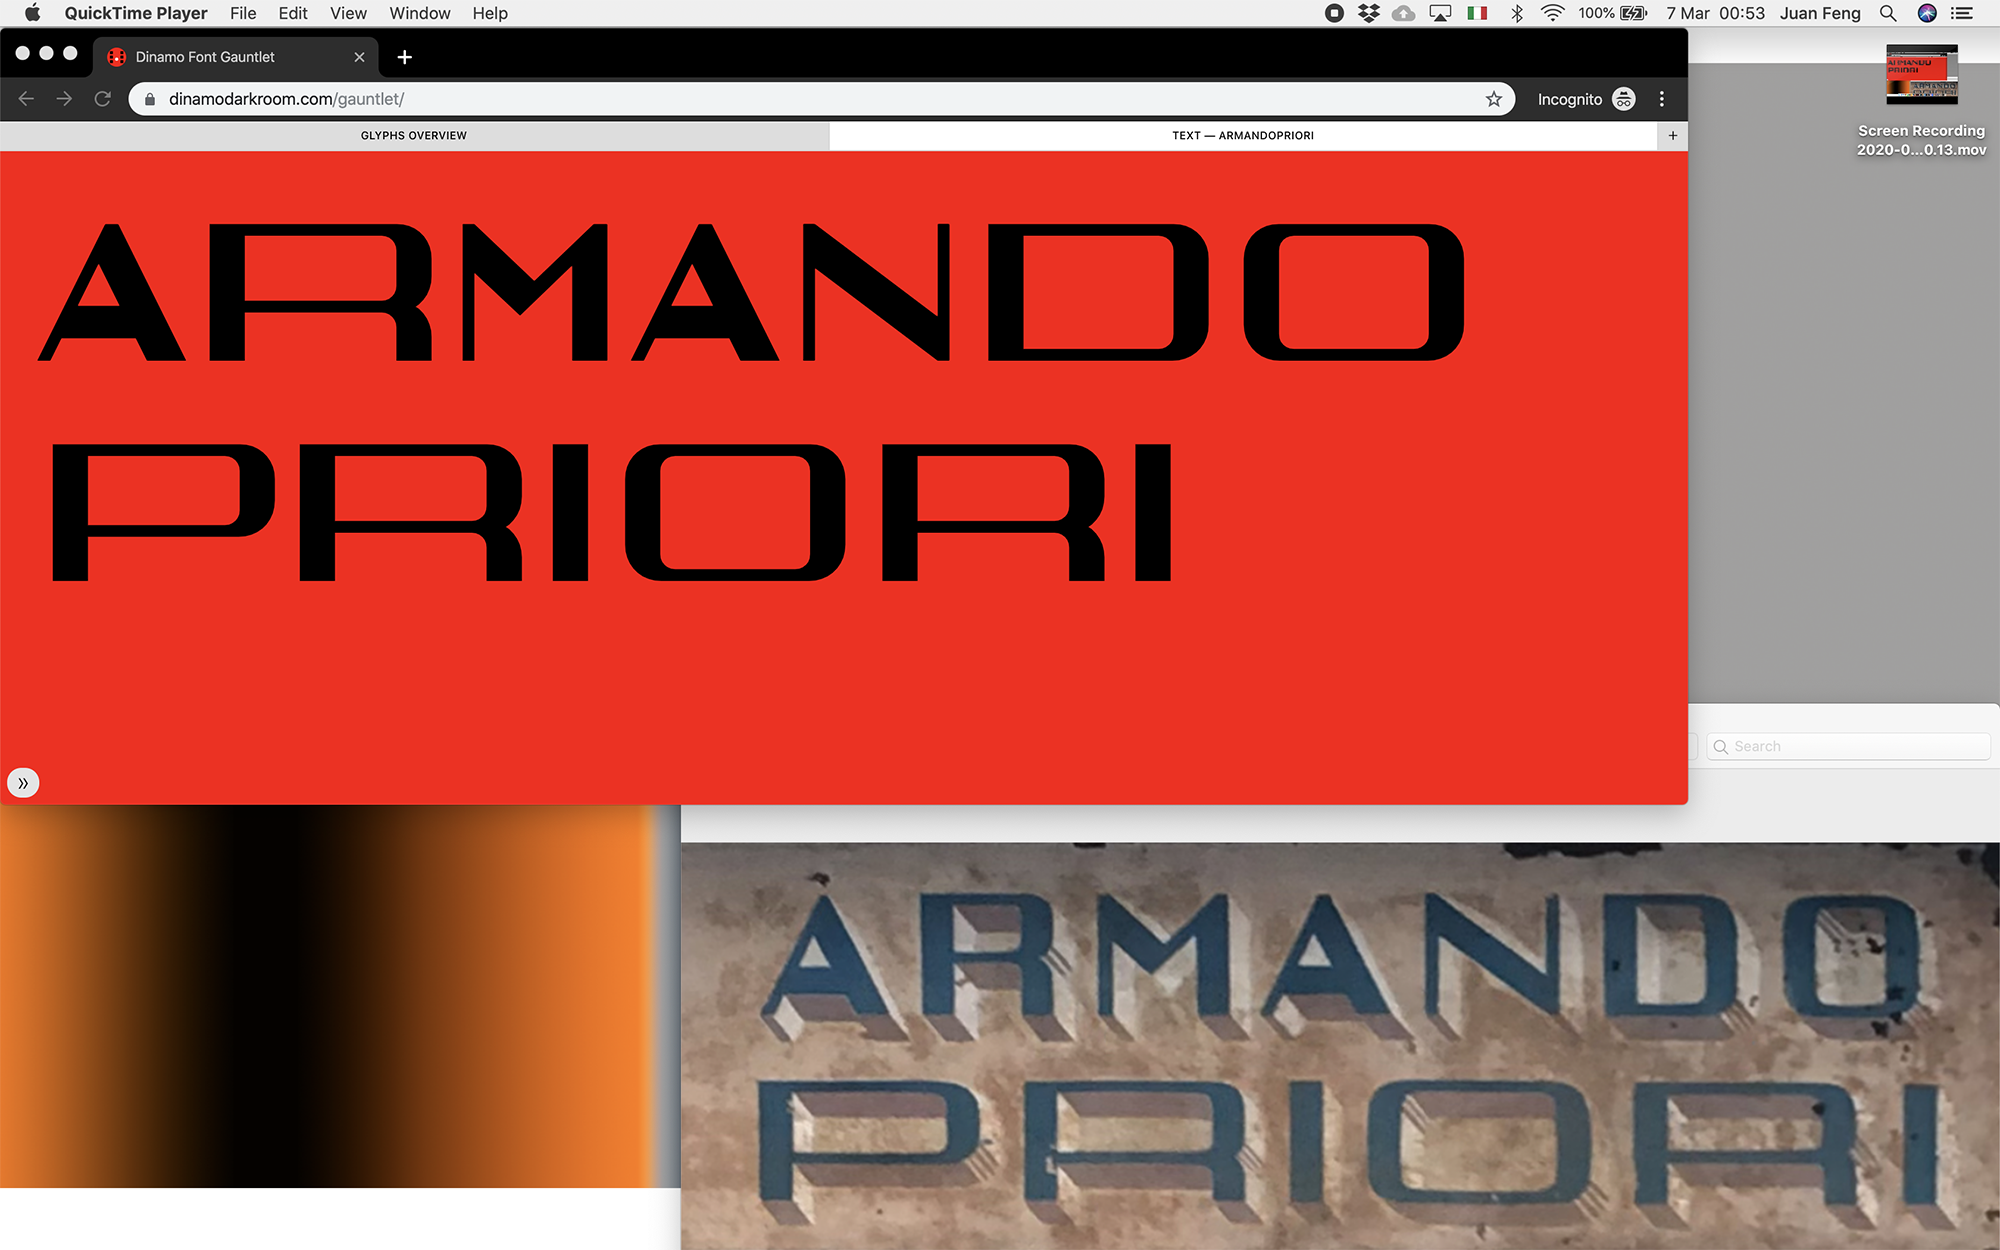 QuickTime Player File Edit View Window Help 100% 7 Mar 00:53 Juan Feng
Dinamo Font Gauntlet
dinamodarkroom.com/gauntlet/ Incognito
GLYPHS OVERVIEW TEXT — ARMANDOPRIORI
Screen Recording
2020-0...0.13.mov
ARMANDO
PRIORI
Search
ARMANDO
PRIORI